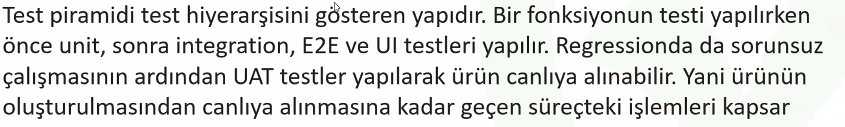 Test piramidi test hiyerarşisini gösteren yapıdır. Bir fonksiyonun testi yapılırken
önce unit, sonra integration, E2E ve UI testleri yapılır. Regressionda da sorunsuz
çalışmasının ardından UAT testler yapılarak ürün canlıya alınabilir. Yani ürünün
oluşturulmasından canlıya alınmasına kadar geçen süreçteki işlemleri kapsar